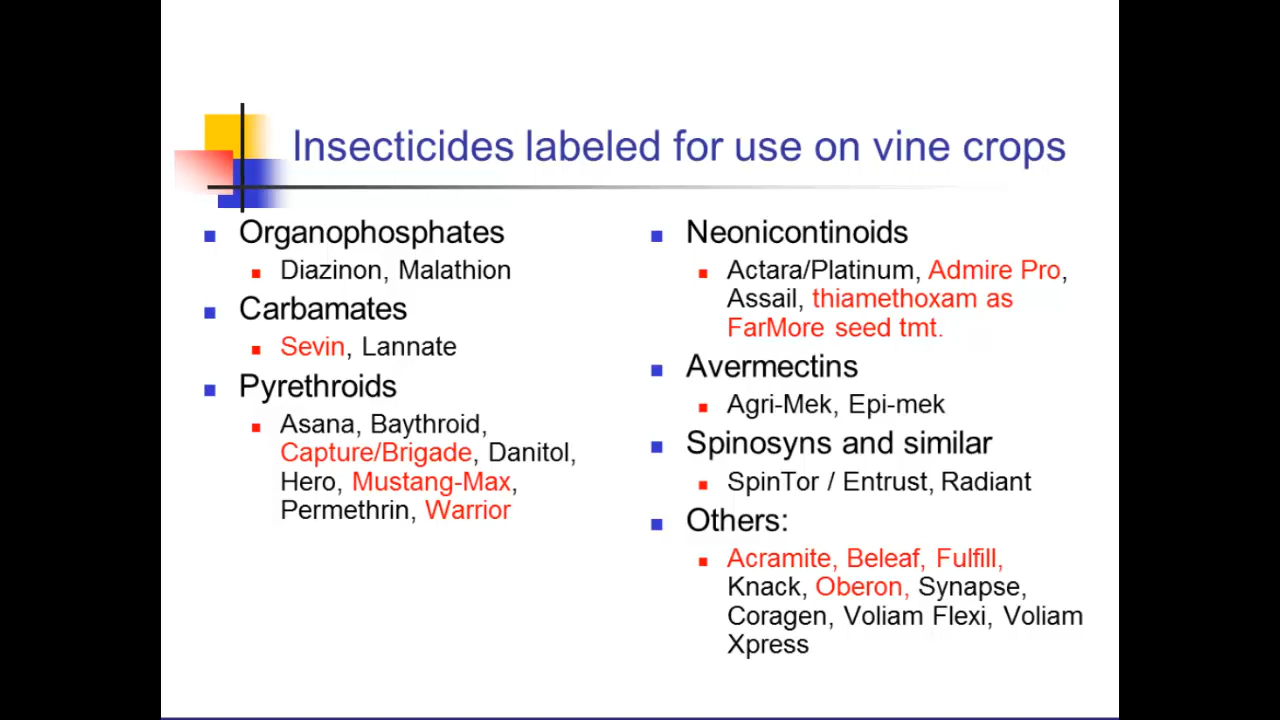 Insecticides labeled for use on vine crops
Organophosphates
Diazinon, Malathion
Carbamates
Sevin, Lannate
Pyrethroids
Asana, Baythroid,
Capture/Brigade, Danitol,
Hero, Mustang-Max,
Permethrin, Warrior
Neonicontinoids
Actara/Platinum, Admire Pro,
Assail, thiamethoxam as
FarMore seed tmt.
Avermectins
Agri-Mek, Epi-mek
Spinosyns and similar
SpinTor / Entrust, Radiant
Others:
Acramite, Beleaf, Fulfill,
Knack, Oberon, Synapse,
Coragen, Voliam Flexi, Voliam
Xpress